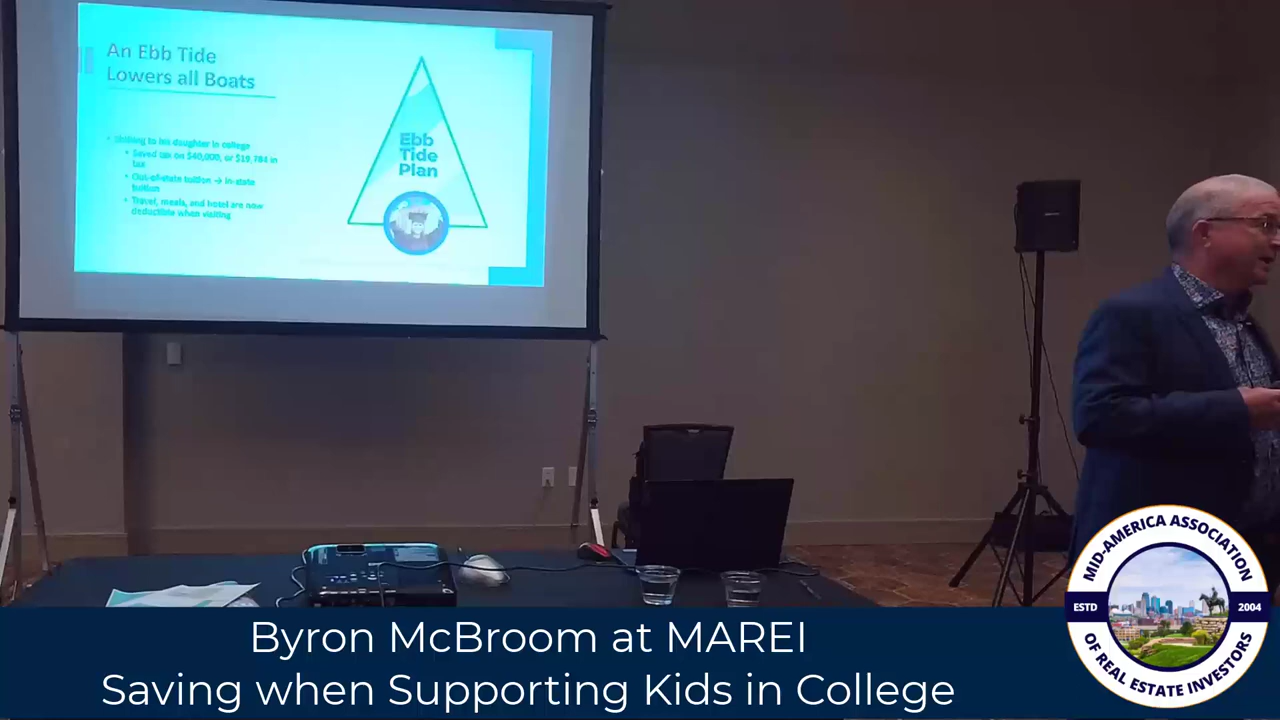 An Ebb Tide
Lowers all Boats
Shifting to his daughter in college
Saved tax on $40,000, or $19,784 in
tax
Out-of-state tuition → in-state
tuition
Travel, meals, and hotel are now
deductible when visiting
Ebb
Tide
Plan
Byron McBroom at MAREI
Saving when Supporting Kids in College
MID-AMERICA ASSOCIATION
ESTD 2004
OF REAL ESTATE INVESTORS